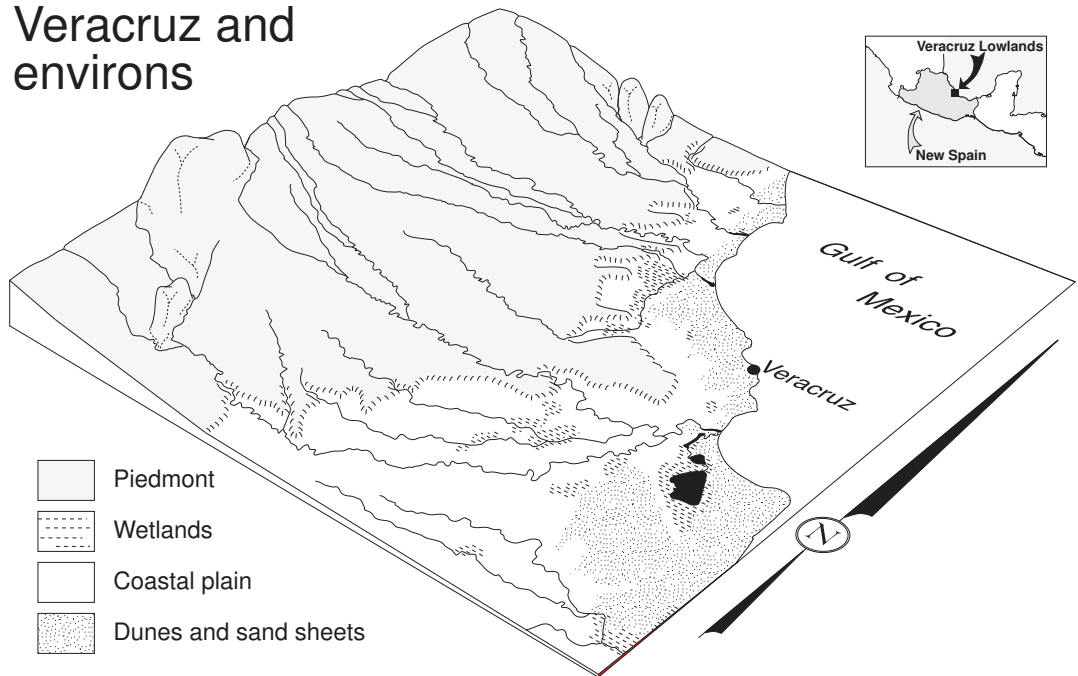 Veracruz and
environs
Veracruz Lowlands
New Spain
Gulf of
Mexico
Veracruz
N
Piedmont
Wetlands
Coastal plain
Dunes and sand sheets